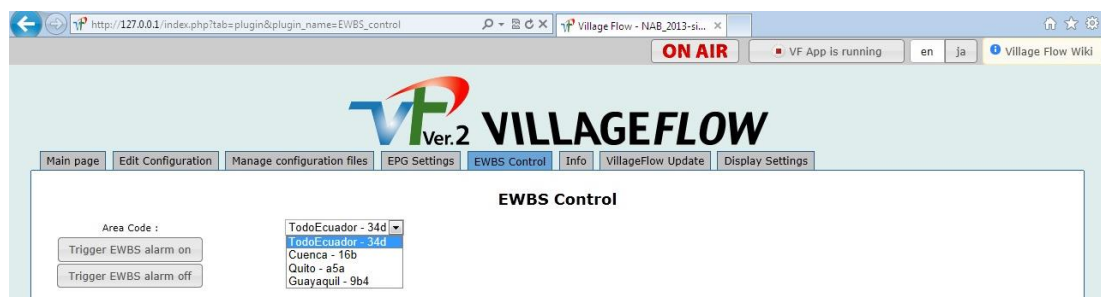 http://127.0.0.1/index.php?tab=plugin&plugin_name=EWBS_control
Village Flow - NAB_2013-si...
ON AIR
VF App is running
en
ja
Village Flow Wiki
VF Ver.2 VILLAGEFLOW
Main page
Edit Configuration
Manage configuration files
EPG Settings
EWBS Control
Info
VillageFlow Update
Display Settings
EWBS Control
Area Code :
TodoEcuador - 34d
Trigger EWBS alarm on
TodoEcuador - 34d
Cuenca - 16b
Quito - a5a
Guayaquil - 9b4
Trigger EWBS alarm off